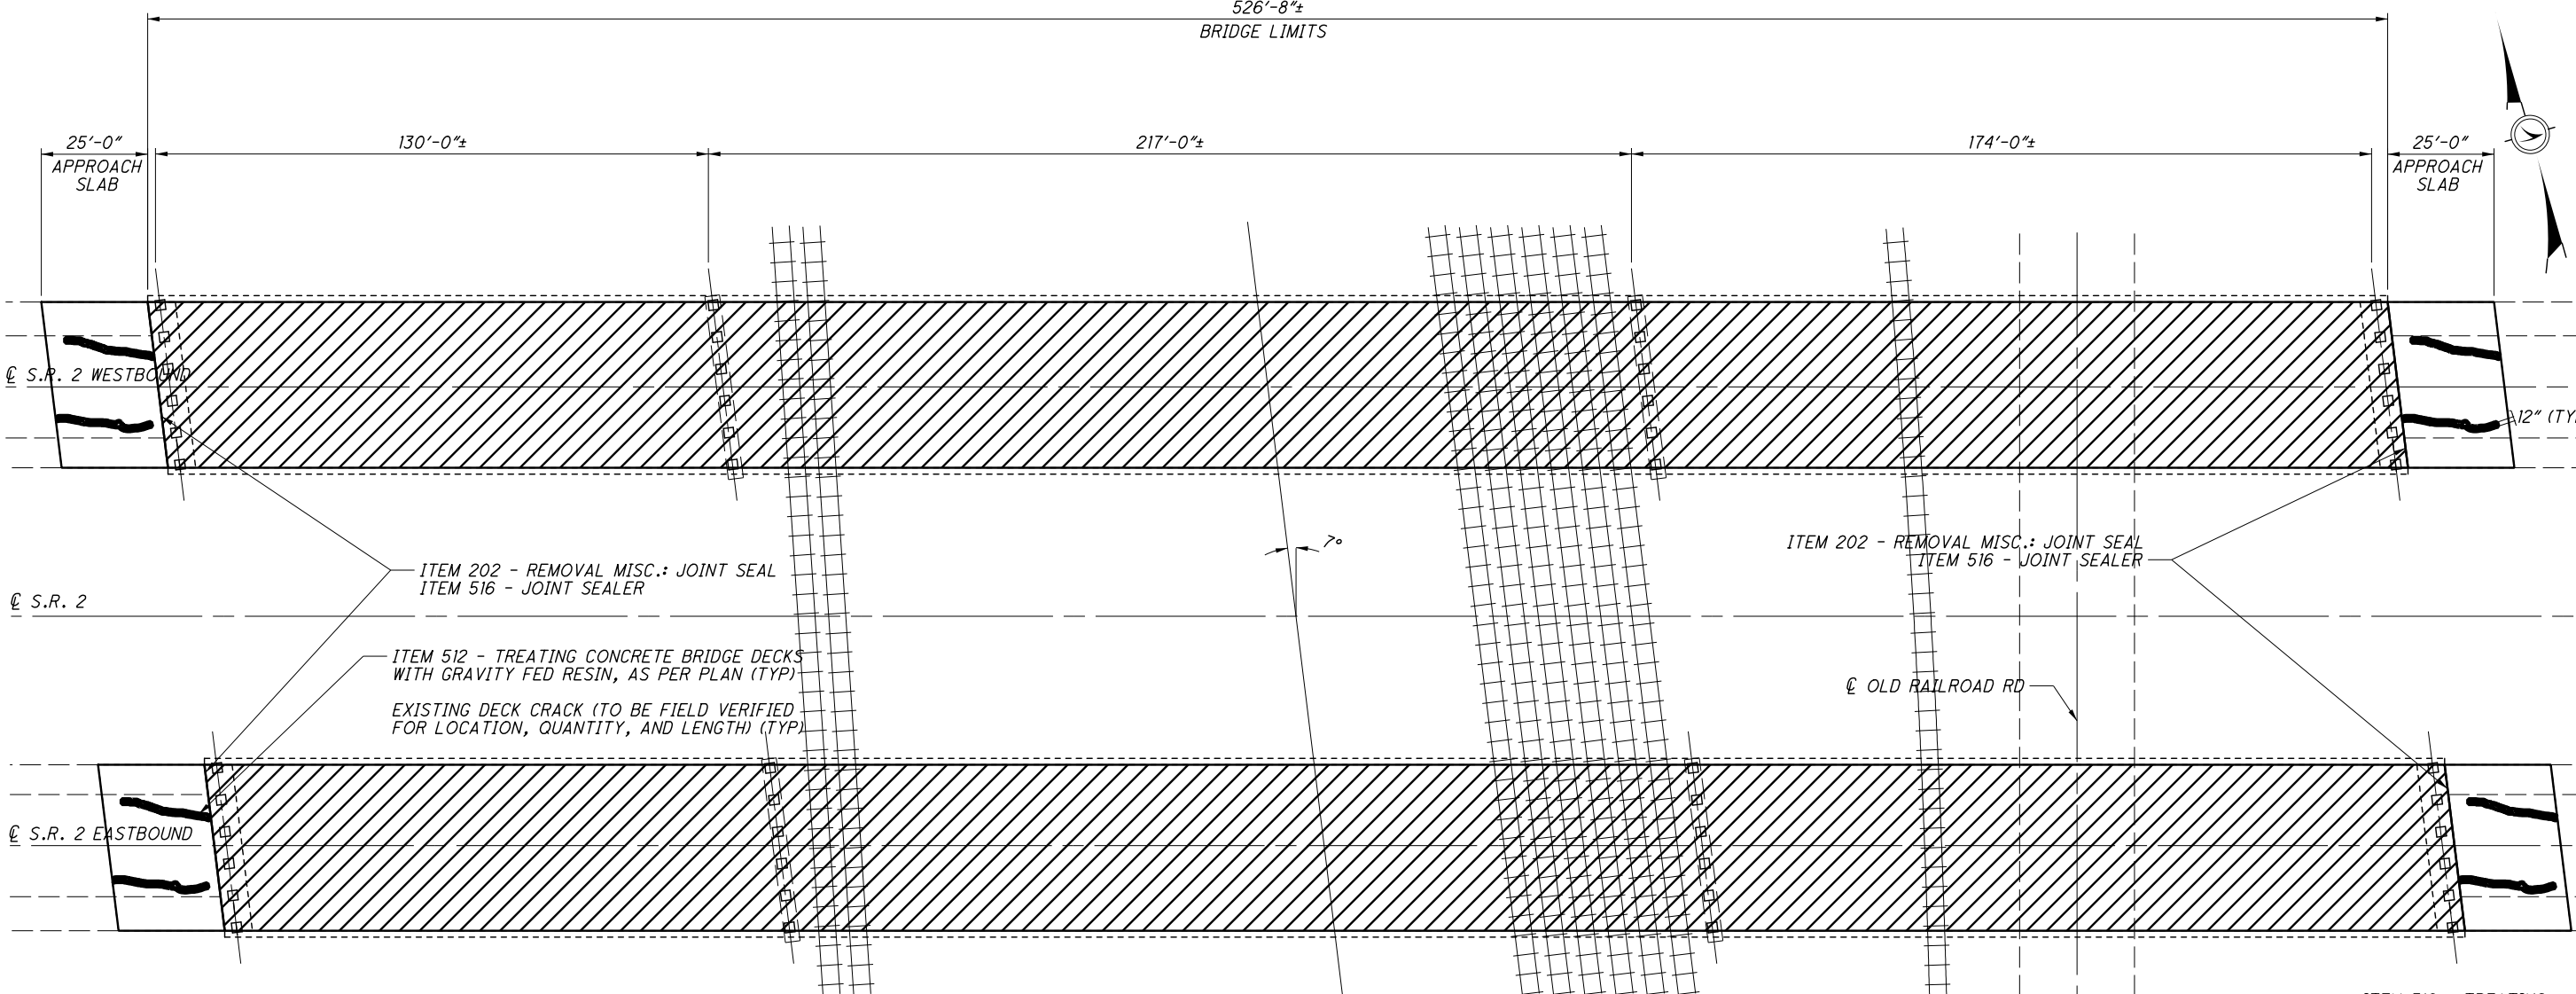 526'-8"±
BRIDGE LIMITS
25'-0"
APPROACH
SLAB
130'-0"±
217'-0"±
174'-0"±
25'-0"
APPROACH
SLAB
℄ S.R. 2 WESTBOUND
12" (TY
7°
ITEM 202 - REMOVAL MISC.: JOINT SEAL
ITEM 516 - JOINT SEALER
ITEM 202 - REMOVAL MISC.: JOINT SEAL
ITEM 516 - JOINT SEALER
℄ S.R. 2
ITEM 512 - TREATING CONCRETE BRIDGE DECKS
WITH GRAVITY FED RESIN, AS PER PLAN (TYP)
EXISTING DECK CRACK (TO BE FIELD VERIFIED
FOR LOCATION, QUANTITY, AND LENGTH) (TYP)
℄ OLD RAILROAD RD
℄ S.R. 2 EASTBOUND